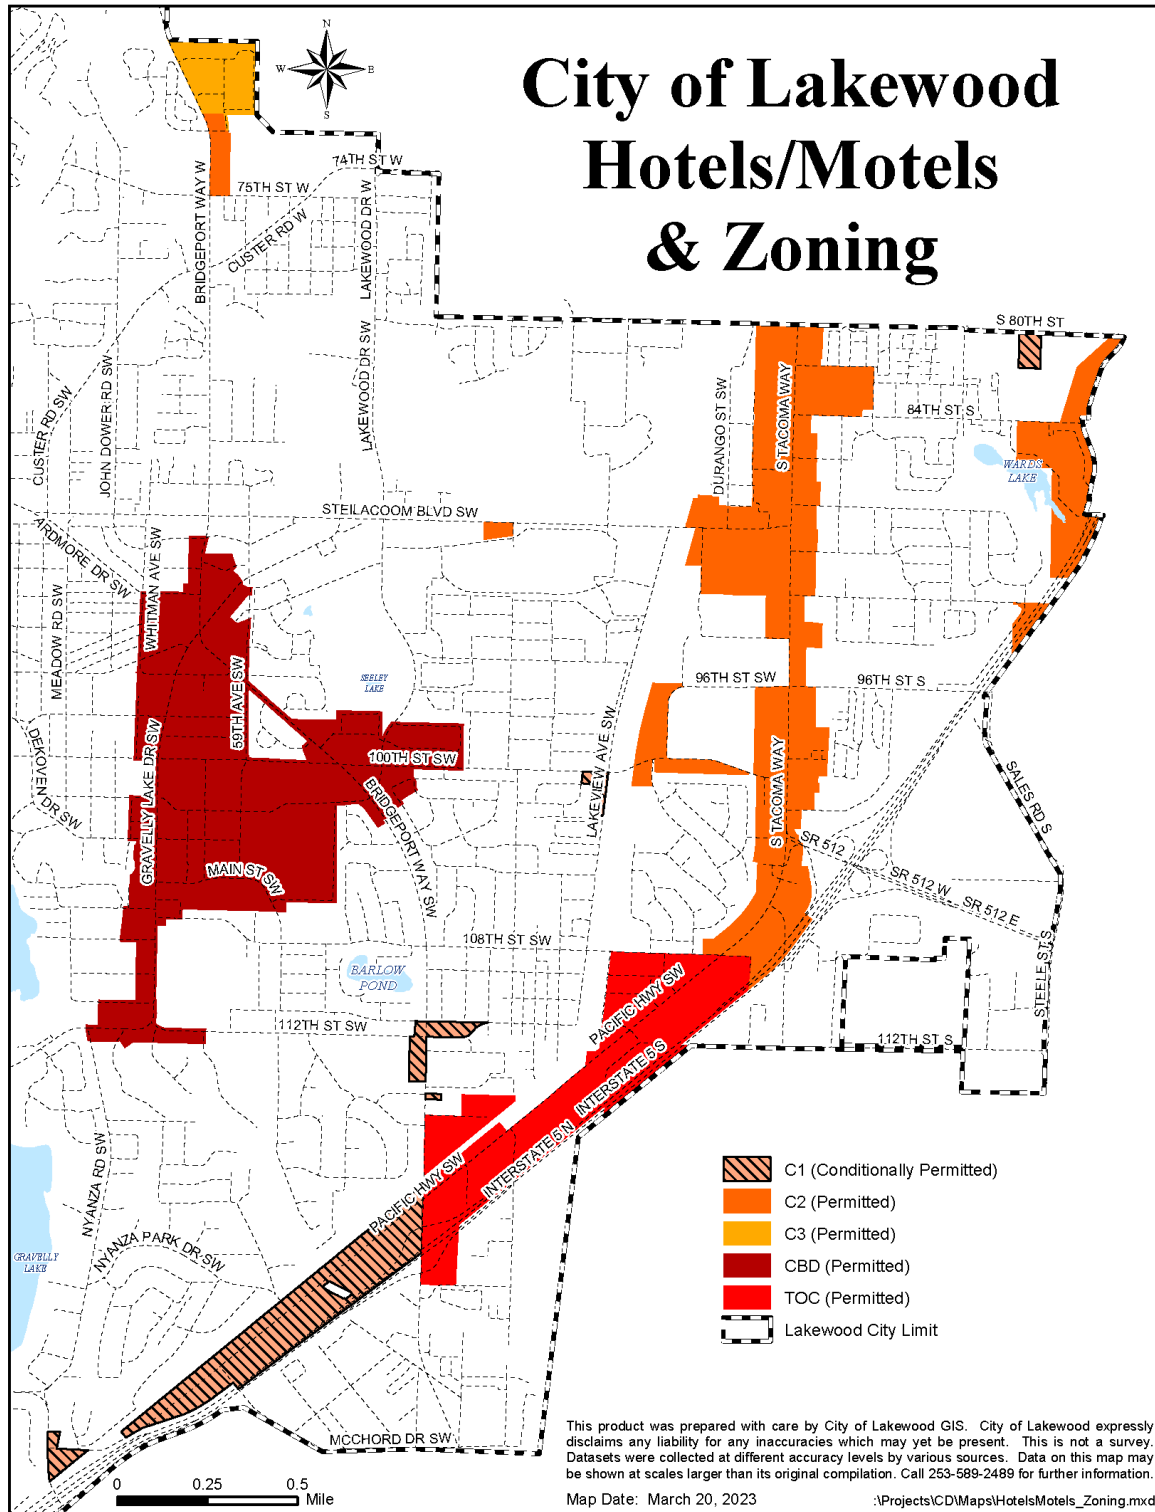 City of Lakewood
Hotels/Motels
& Zoning
N
W
E
S
74TH ST W
75TH ST W
BRIDGEPORT WAY W
CUSTER RD W
LAKEWOOD DR W
LAKEWOOD DR SW
CUSTER RD SW
JOHN DOWER RD SW
S 80TH ST
DURANGO ST SW
S TACOMA WAY
84TH ST S
WARDS
LAKE
STEILACOOM BLVD SW
ARDMORE DR SW
WHITMAN AVE SW
MEADOW RD SW
59TH AVE SW
SEELEY
LAKE
96TH ST SW
96TH ST S
DEKOVEN DR SW
GRAVELLY LAKE DR SW
100TH ST SW
BRIDGEPORT WAY SW
LAKEVIEW AVE SW
S TACOMA WAY
SALES RD S
SR 512
SR 512 W
SR 512 E
MAIN ST SW
108TH ST SW
BARLOW
POND
PACIFIC HWY SW
STEELE ST S
112TH ST SW
112TH ST S
INTERSTATE 5 S
INTERSTATE 5 N
PACIFIC HWY SW
NYANZA RD SW
NYANZA PARK DR SW
GRAVELLY
LAKE
C1 (Conditionally Permitted)
C2 (Permitted)
C3 (Permitted)
CBD (Permitted)
TOC (Permitted)
Lakewood City Limit
MCCHORD DR SW
This product was prepared with care by City of Lakewood GIS. City of Lakewood expressly
disclaims any liability for any inaccuracies which may yet be present. This is not a survey.
Datasets were collected at different accuracy levels by various sources. Data on this map may
be shown at scales larger than its original compilation. Call 253-589-2489 for further information.
0 0.25 0.5
Mile
Map Date: March 20, 2023
:\Projects\CD\Maps\HotelsMotels_Zoning.mxd